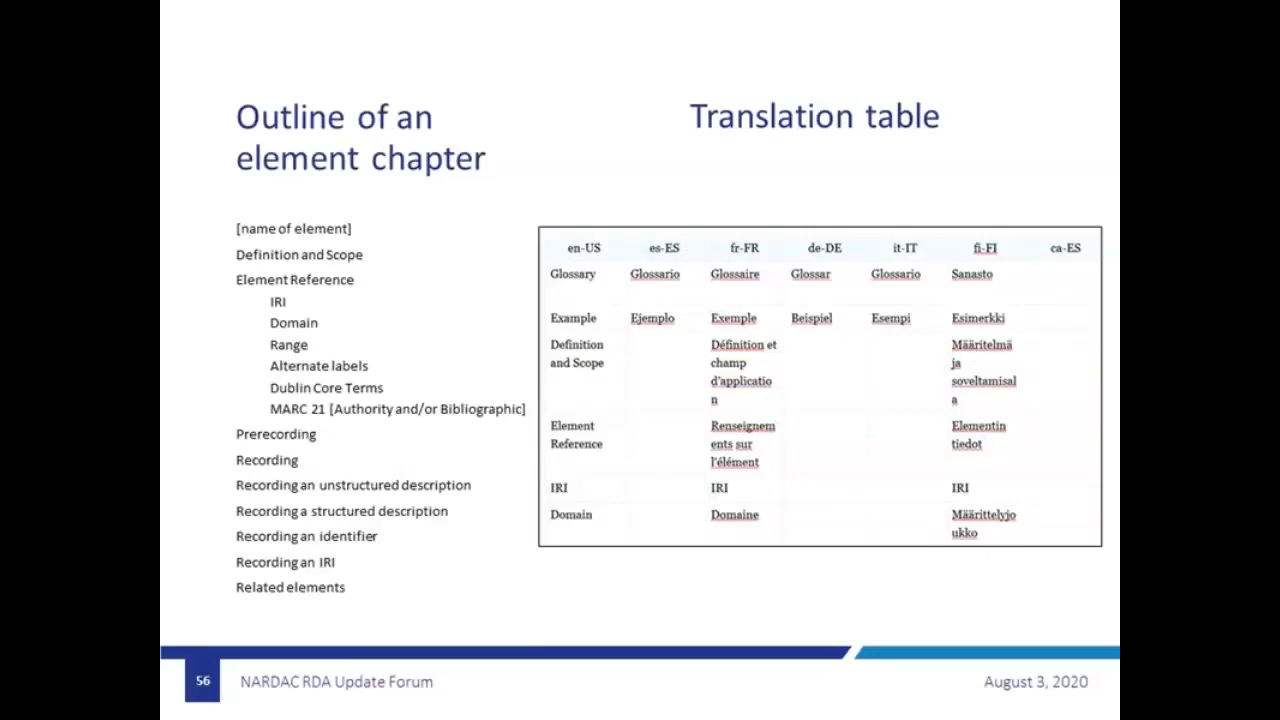 Outline of an
element chapter
Translation table
[name of element]
Definition and Scope
Element Reference
IRI
Domain
Range
Alternate labels
Dublin Core Terms
MARC 21 [Authority and/or Bibliographic]
Prerecording
Recording
Recording an unstructured description
Recording a structured description
Recording an identifier
Recording an IRI
Related elements
en-US es-ES fr-FR de-DE it-IT fi-FI ca-ES
Glossary Glossario Glossaire Glossar Glossario Sanasto
Example Ejemplo Exemple Beispiel Esempi Esimerkki
Definition Définition et Määritelmä
and Scope champ ja
d'applicatio soveltamisal
n a
Element Renseignem Elementin
Reference ents sur tiedot
l'élément
IRI IRI IRI
Domain Domaine Määrittelyjo
ukko
56 NARDAC RDA Update Forum August 3, 2020